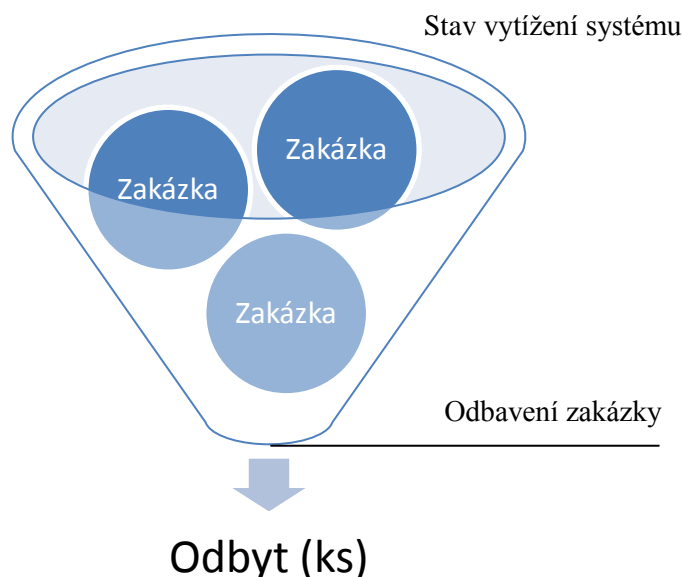 Stav vytížení systému
Zakázka
Zakázka
Zakázka
Odbavení zakázky
Odbyt (ks)